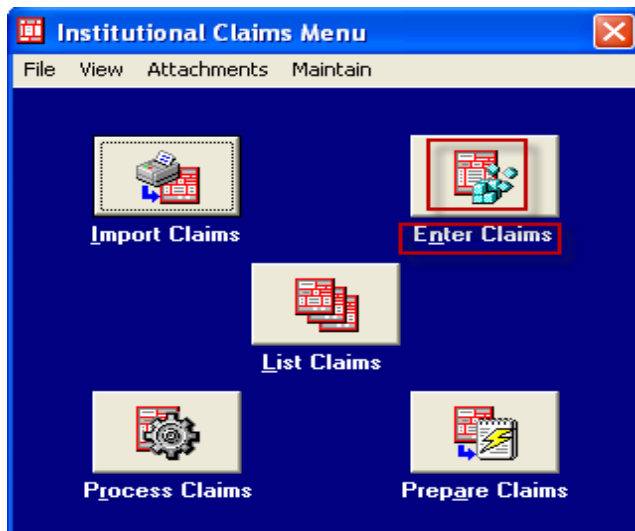 Institutional Claims Menu
File View Attachments Maintain
Import Claims Enter Claims
List Claims
Process Claims Prepare Claims